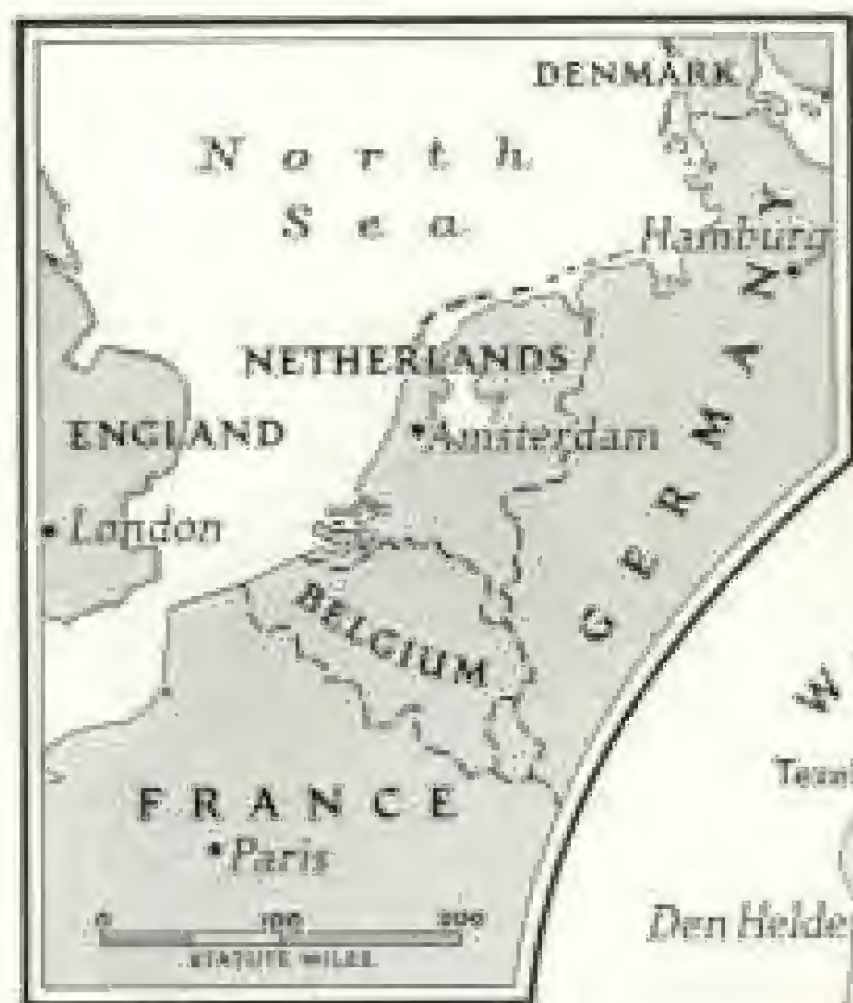 DENMARK
North
Sea
Hamburg
NETHERLANDS
ENGLAND
Amsterdam
GERMANY
London
BELGIUM
W
Texel
FRANCE
Paris
0 100 200
STATUTE MILES
Den Helde